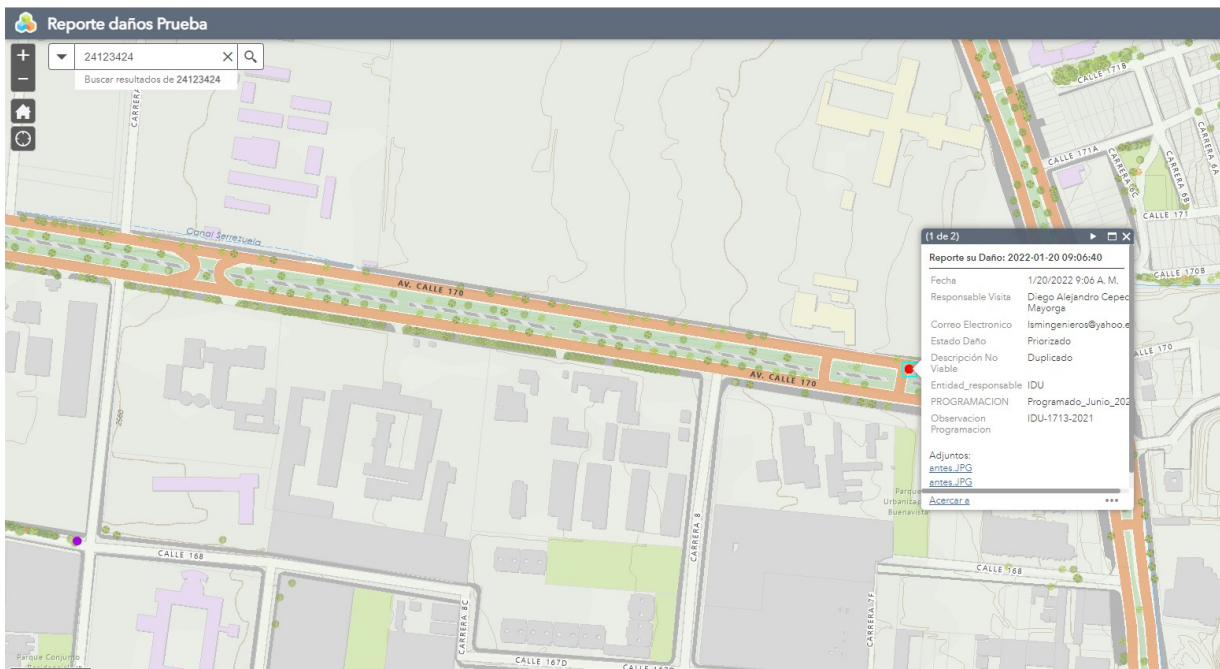 Reporte daños Prueba
+
24123424
−
Buscar resultados de 24123424
CALLE 171B
CALLE 171A
CARRERA 6C
CARRERA 6B
CARRERA 6A
CALLE 171
Canal Serrezuela
AV. CALLE 170
(1 de 2)
Reporte su Daño: 2022-01-20 09:06:40
Fecha 1/20/2022 9:06 A. M.
Responsable Visita Diego Alejandro Cepec
Mayorga
Correo Electronico lsmingenieros@yahoo.e
Estado Daño Priorizado
Descripción No Duplicado
Viable
Entidad_responsable IDU
PROGRAMACION Programado_Junio_202
Observacion IDU-1713-2021
Programacion
Adjuntos:
antes.JPG
antes.JPG
Acercar a
CALLE 170B
AV. CALLE 170
2560
Parque
Urbaniza
Buenavista
CALLE 168
CARRERA 8
CALLE 168
CARRERA 8C
CARRERA 7F
CALLE 167D
Parque Conjunto